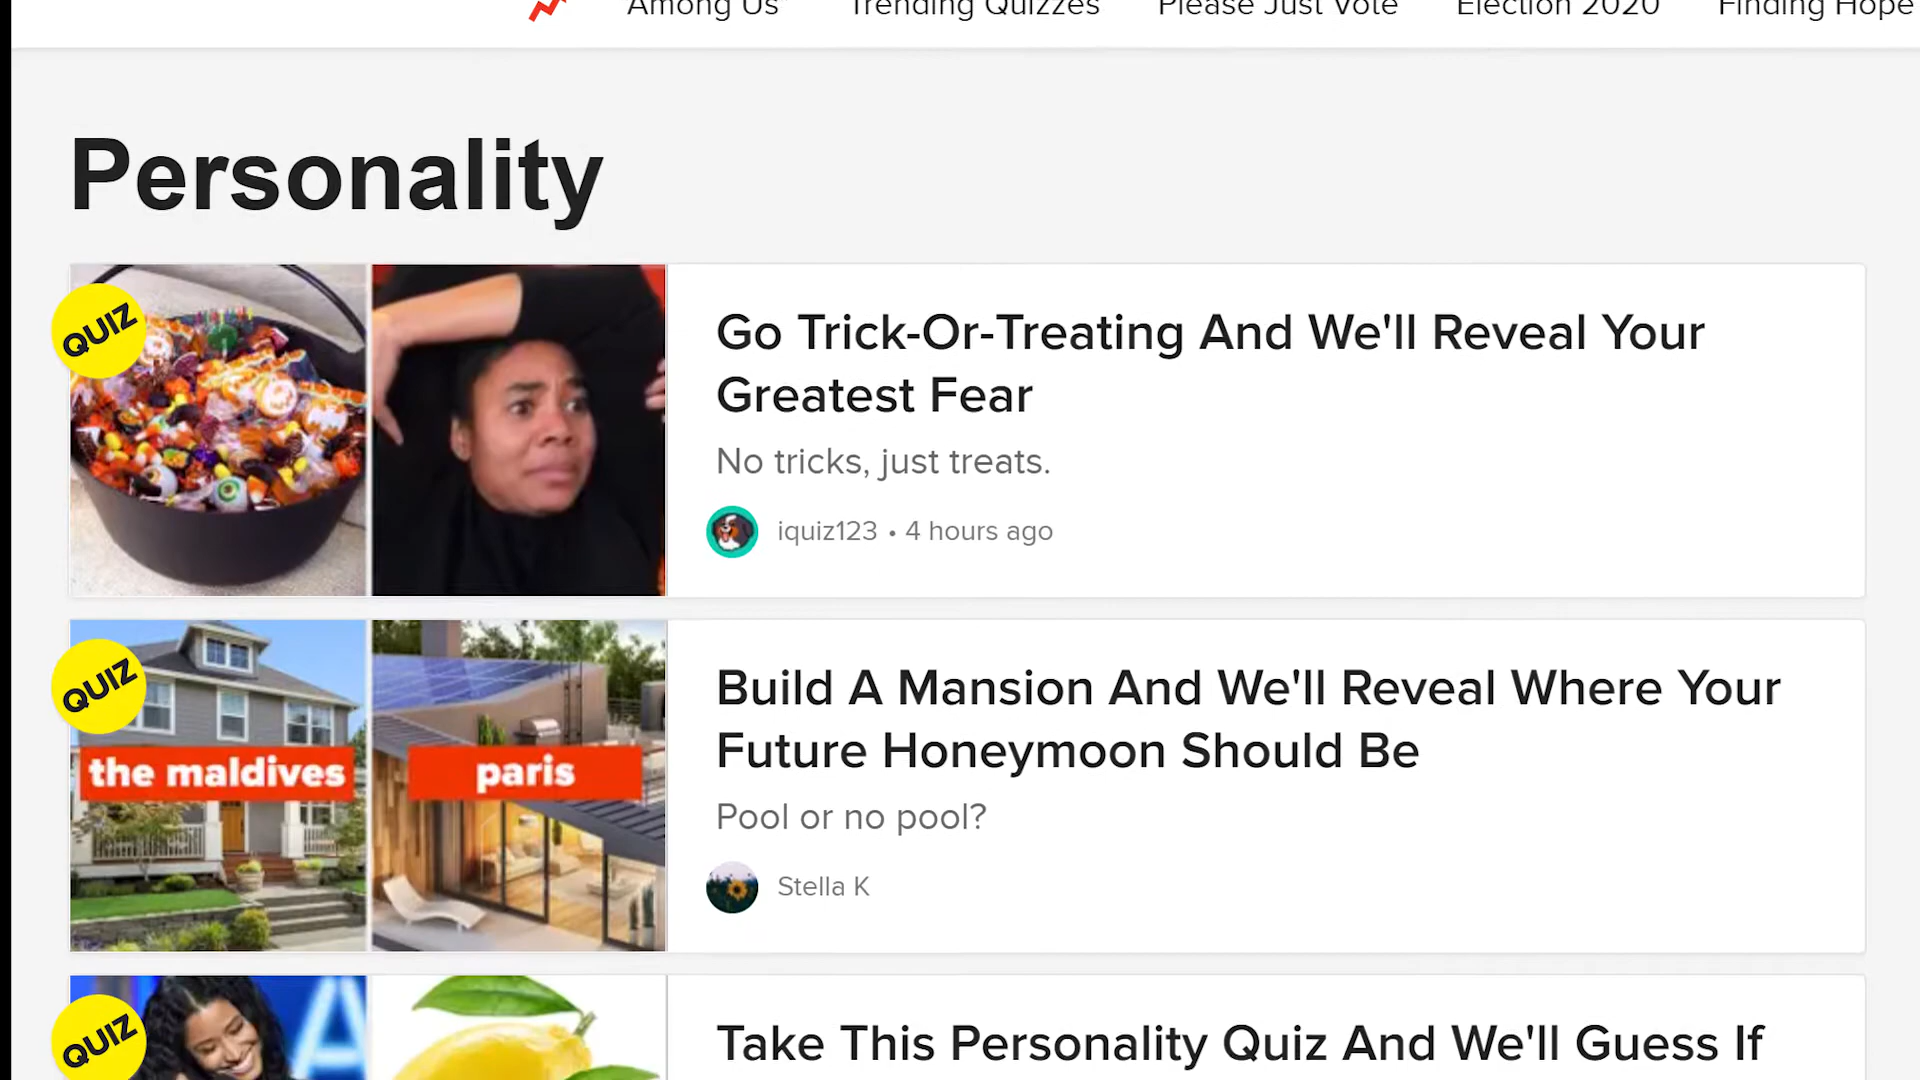 Among Us" Trending Quizzes Please Just Vote Election 2020 Finding Hope
Personality
QUIZ
Go Trick-Or-Treating And We'll Reveal Your
Greatest Fear
No tricks, just treats.
iquiz123 • 4 hours ago
QUIZ
the maldives
paris
Build A Mansion And We'll Reveal Where Your
Future Honeymoon Should Be
Pool or no pool?
Stella K
QUIZ
A
Take This Personality Quiz And We'll Guess If